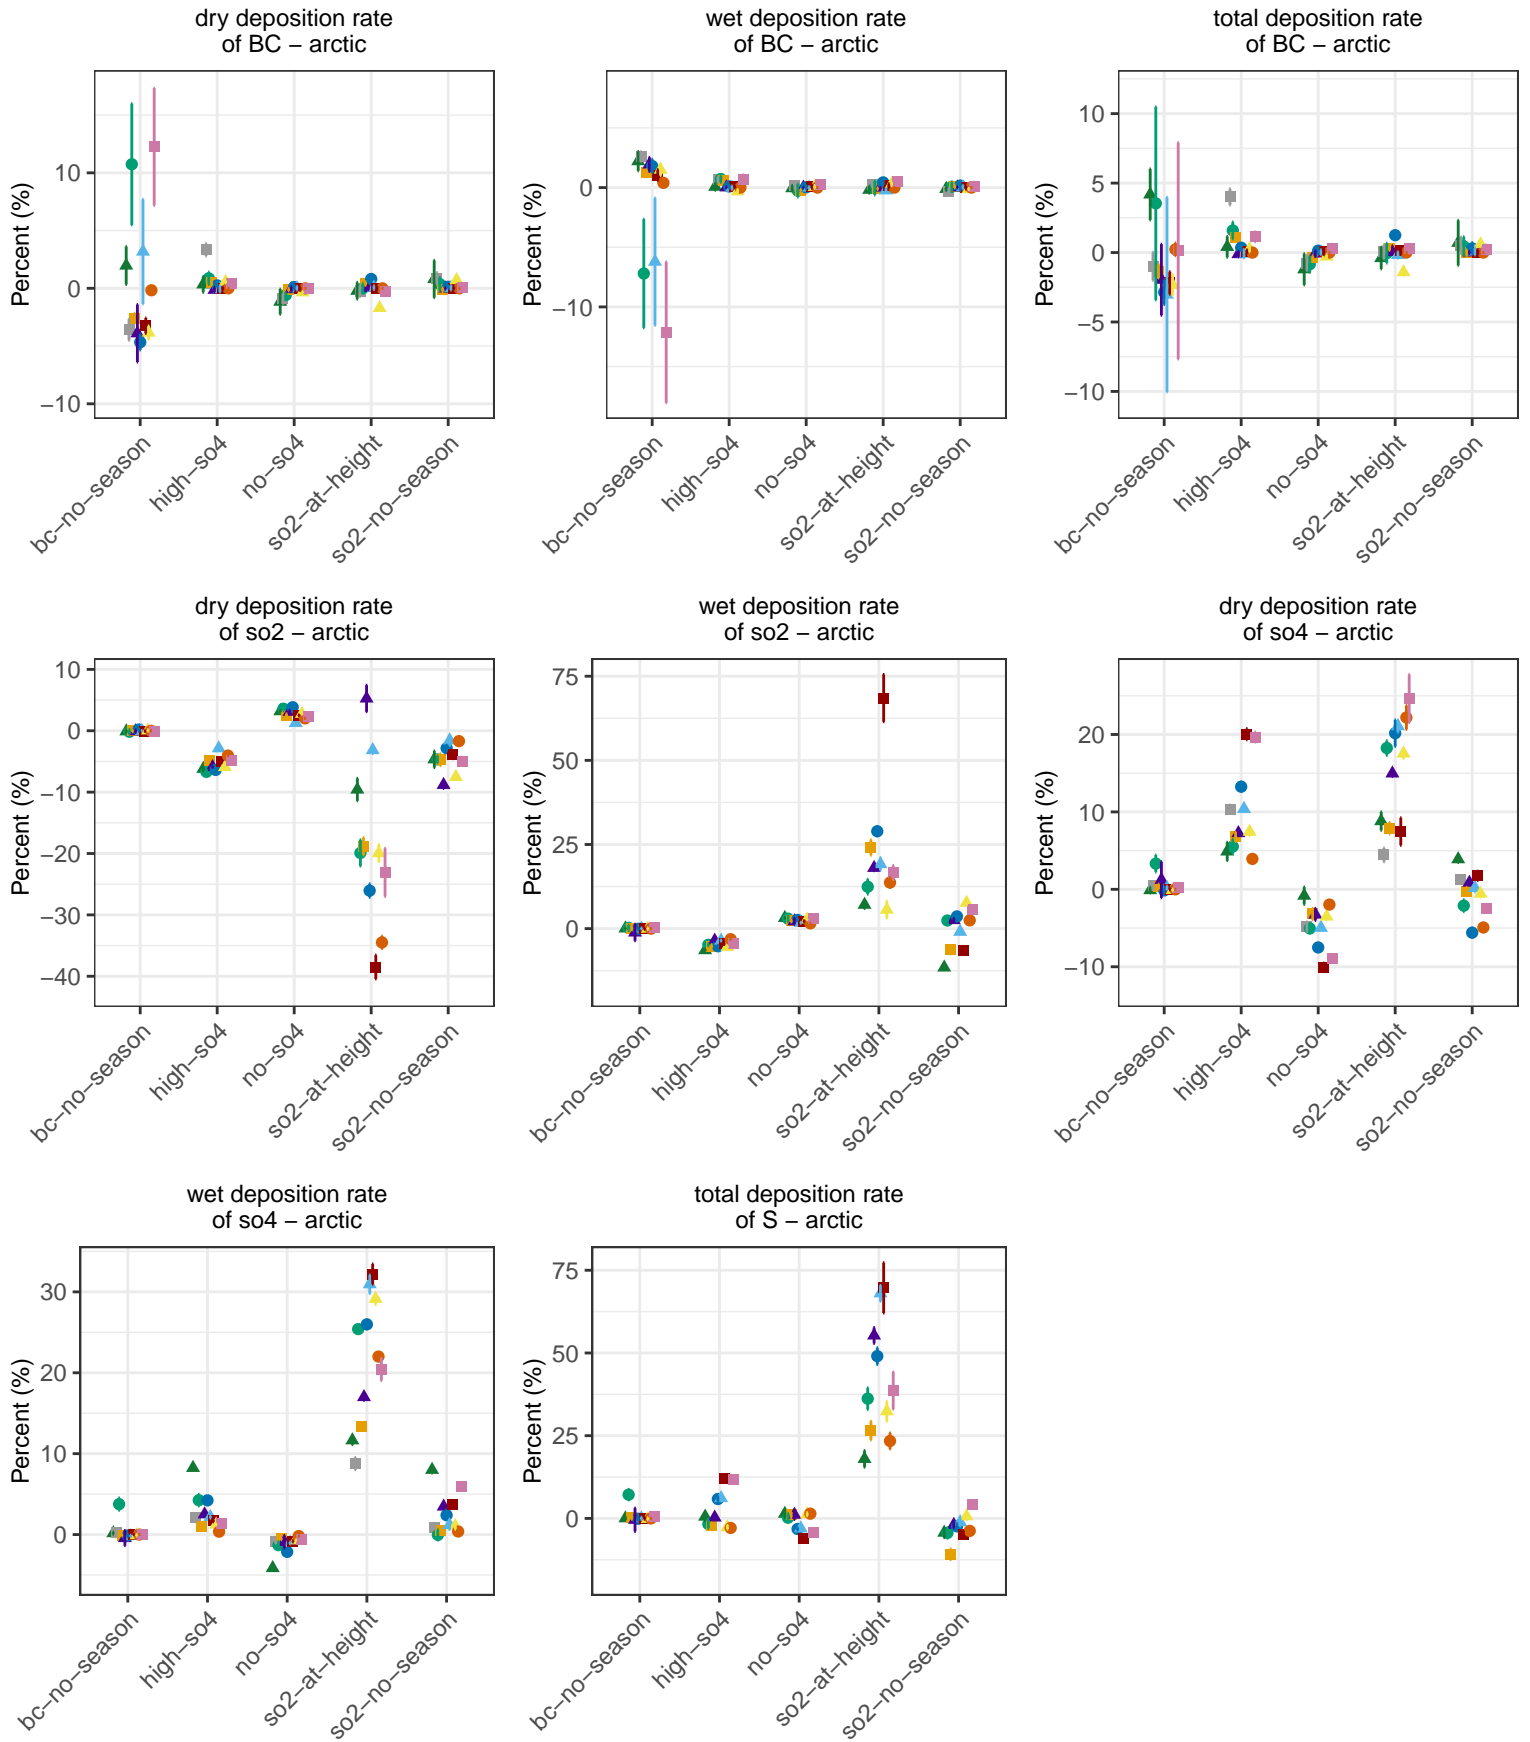 dry deposition rate
of BC – arctic
wet deposition rate
of BC – arctic
total deposition rate
of BC – arctic
Percent (%)
10
0
−10
bc−no−season
high−so4
no−so4
so2−at−height
so2−no−season
Percent (%)
0
−10
bc−no−season
high−so4
no−so4
so2−at−height
so2−no−season
Percent (%)
10
5
0
−5
−10
bc−no−season
high−so4
no−so4
so2−at−height
so2−no−season
dry deposition rate
of so2 – arctic
wet deposition rate
of so2 – arctic
dry deposition rate
of so4 – arctic
Percent (%)
10
0
−10
−20
−30
−40
bc−no−season
high−so4
no−so4
so2−at−height
so2−no−season
Percent (%)
75
50
25
0
bc−no−season
high−so4
no−so4
so2−at−height
so2−no−season
Percent (%)
20
10
0
−10
bc−no−season
high−so4
no−so4
so2−at−height
so2−no−season
wet deposition rate
of so4 – arctic
total deposition rate
of S – arctic
Percent (%)
30
20
10
0
bc−no−season
high−so4
no−so4
so2−at−height
so2−no−season
Percent (%)
75
50
25
0
bc−no−season
high−so4
no−so4
so2−at−height
so2−no−season